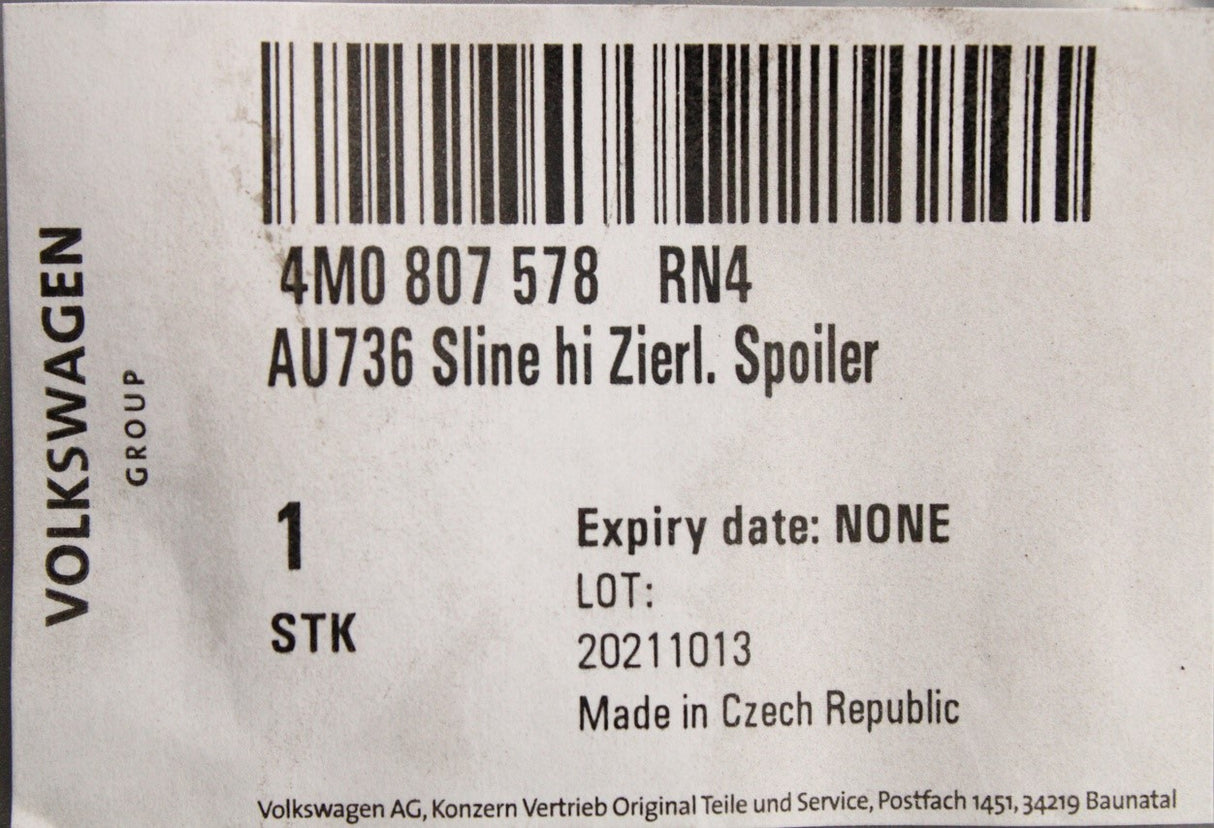 VOLKSWAGEN
GROUP
4M0 807 578 RN4
AU736 Sline hi Zierl. Spoiler
1
STK
Expiry date: NONE
LOT:
20211013
Made in Czech Republic
Volkswagen AG, Konzern Vertrieb Original Teile und Service, Postfach 1451, 34219 Baunatal